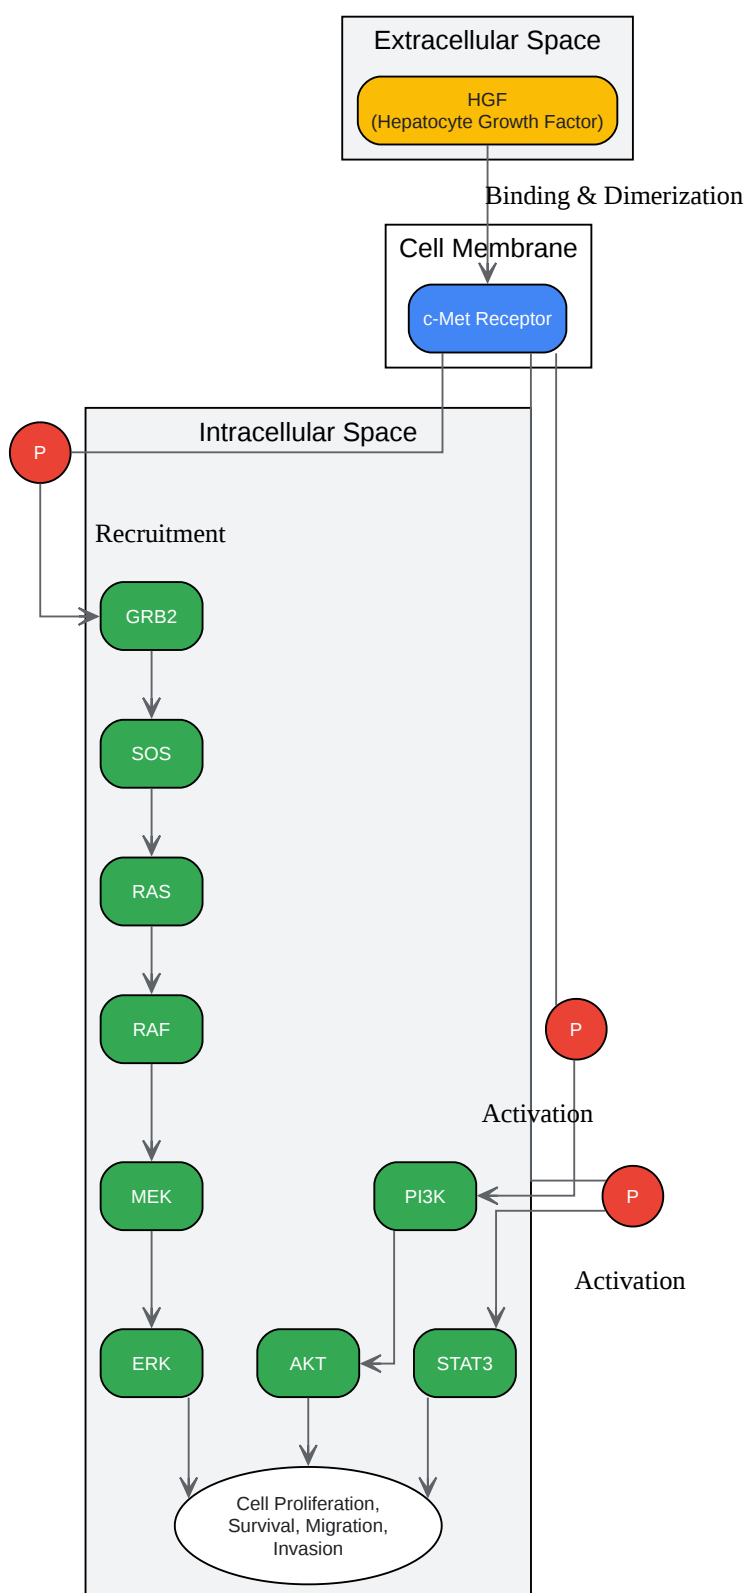 Extracellular Space
HGF
(Hepatocyte Growth Factor)
Binding & Dimerization
Cell Membrane
c-Met Receptor
Intracellular Space
P
Recruitment
GRB2
SOS
RAS
RAF
P
Activation
MEK
PI3K
P
Activation
ERK
AKT
STAT3
Cell Proliferation,
Survival, Migration,
Invasion